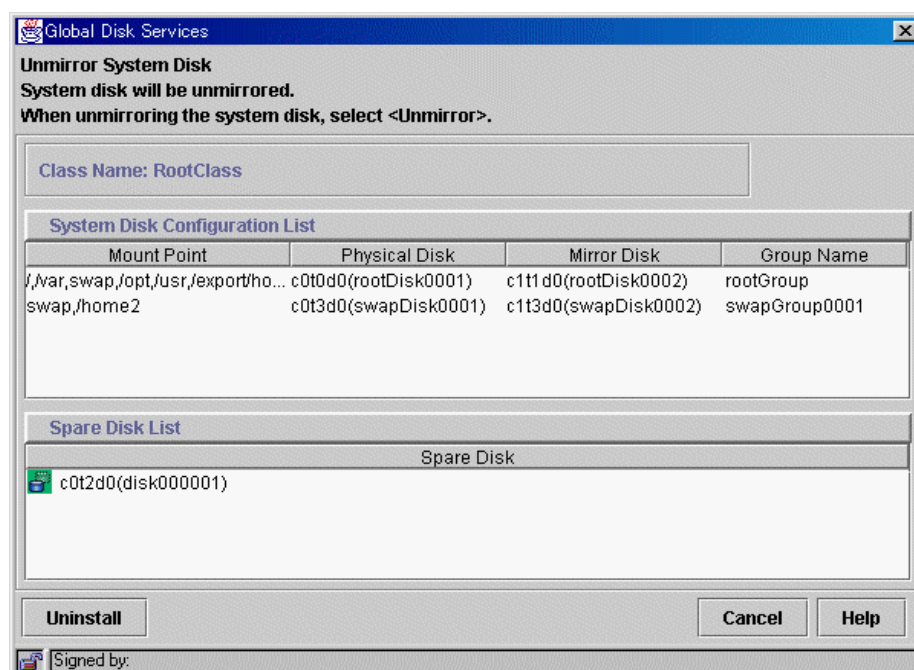 Global Disk Services
Unmirror System Disk
System disk will be unmirrored.
When unmirroring the system disk, select <Unmirror>.
Class Name: RootClass
System Disk Configuration List
Mount Point Physical Disk Mirror Disk Group Name
/,/var,swap,/opt,/usr,/export/ho... c0t0d0(rootDisk0001) c1t1d0(rootDisk0002) rootGroup
swap,/home2 c0t3d0(swapDisk0001) c1t3d0(swapDisk0002) swapGroup0001
Spare Disk List
Spare Disk
c0t2d0(disk000001)
Uninstall Cancel Help
Signed by: